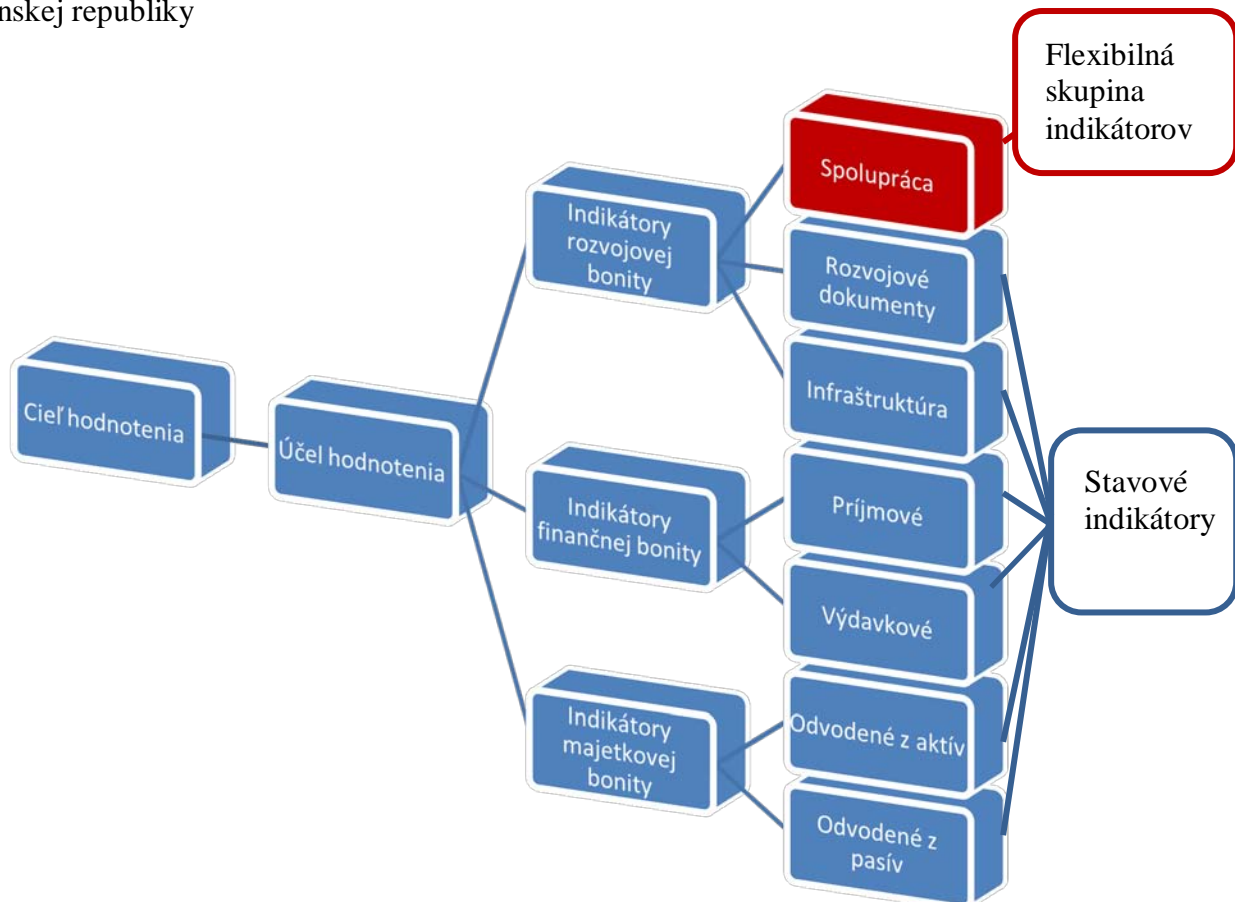 nskej republiky
Flexibilná
skupina
indikátorov
Spolupráca
Indikátory
rozvojovej
bonity
Rozvojové
dokumenty
Infraštruktúra
Cieľ hodnotenia
Účel hodnotenia
Indikátory
finančnej bonity
Príjmové
Stavové
indikátory
Výdavkové
Indikátory
majetkovej
bonity
Odvodené z aktív
Odvodené z
pasív